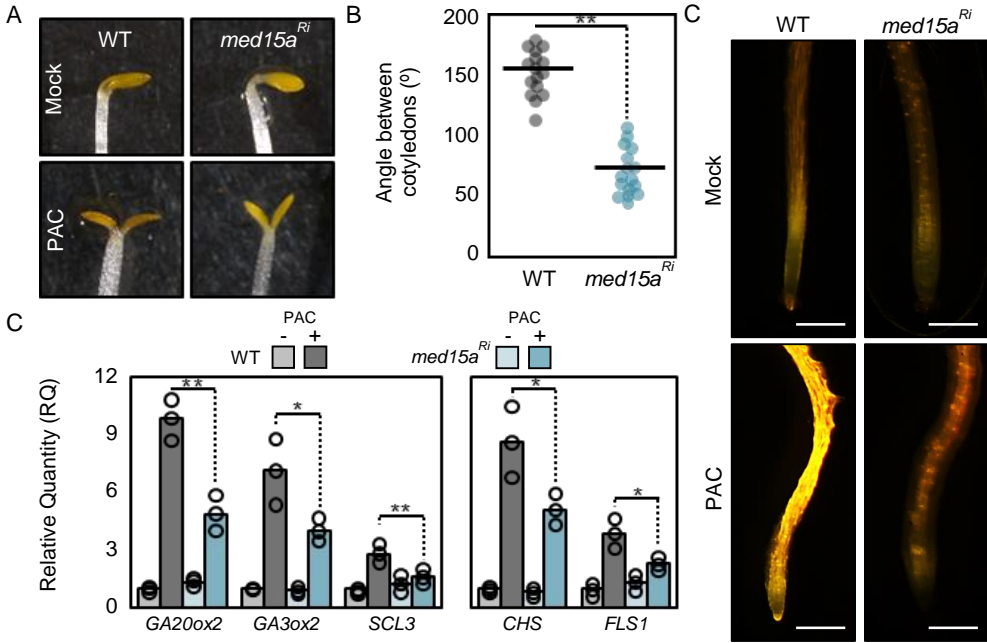 A
WT
med15a^Ri
Mock
PAC
B
200
150
100
50
0
Angle between
cotyledons (º)
**
WT
med15a^Ri
C
WT
med15a^Ri
Mock
PAC
C
PAC
- +
WT
PAC
- +
med15a^Ri
Relative Quantity (RQ)
12
9
6
3
0
**
*
**
*
*
GA20ox2
GA3ox2
SCL3
CHS
FLS1